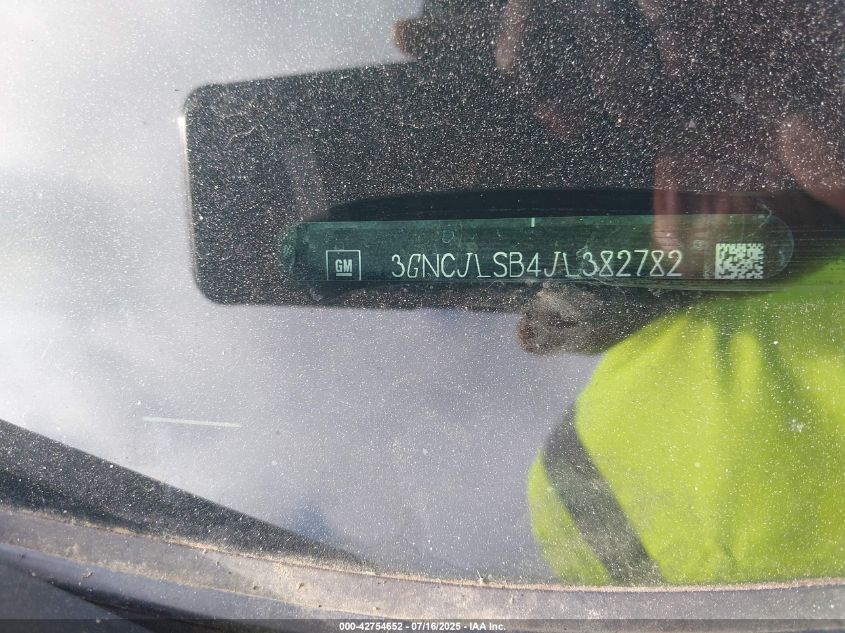 GM 3GNCJLSB4JL382782
000-42754652 - 07/16/2025 - IAA Inc.